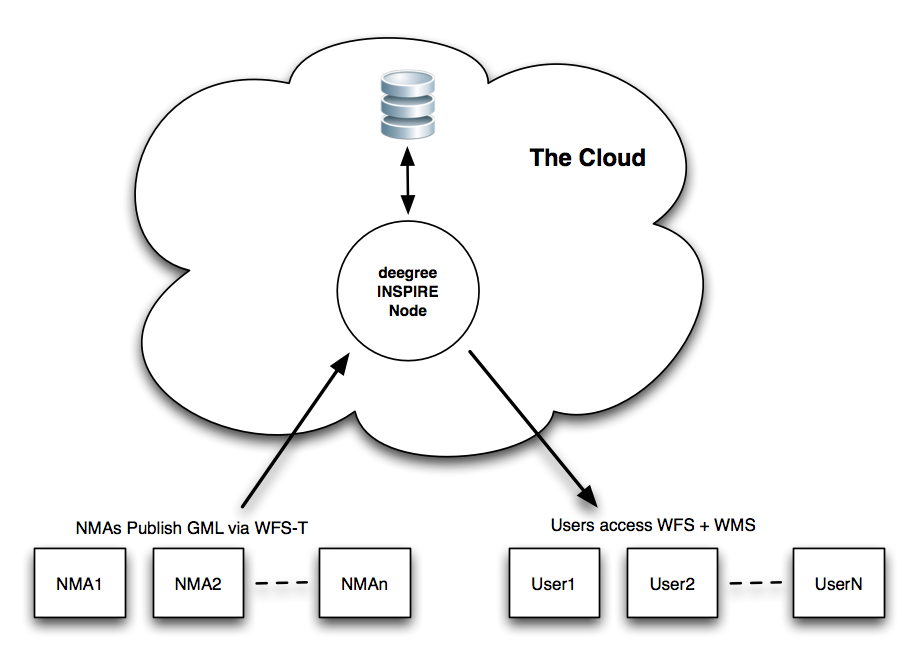 The Cloud
deegree
INSPIRE
Node
NMAs Publish GML via WFS-T
Users access WFS + WMS
NMA1
NMA2
NMAn
User1
User2
UserN